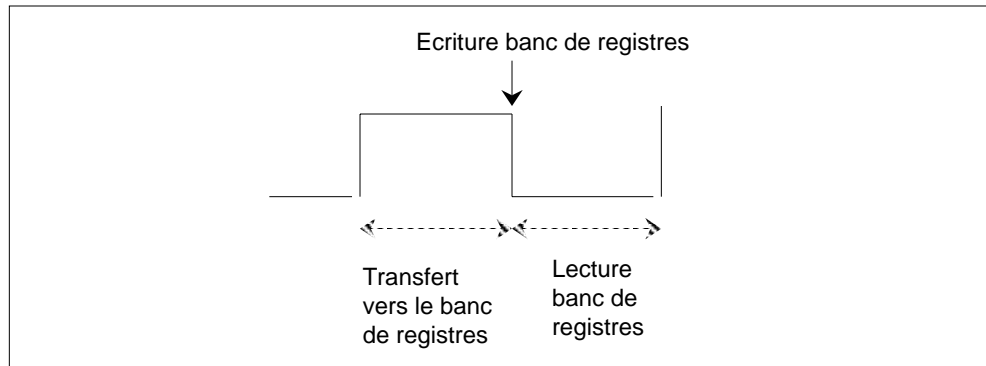 Ecriture banc de registres
Transfert
vers le banc
de registres
Lecture
banc de
registres